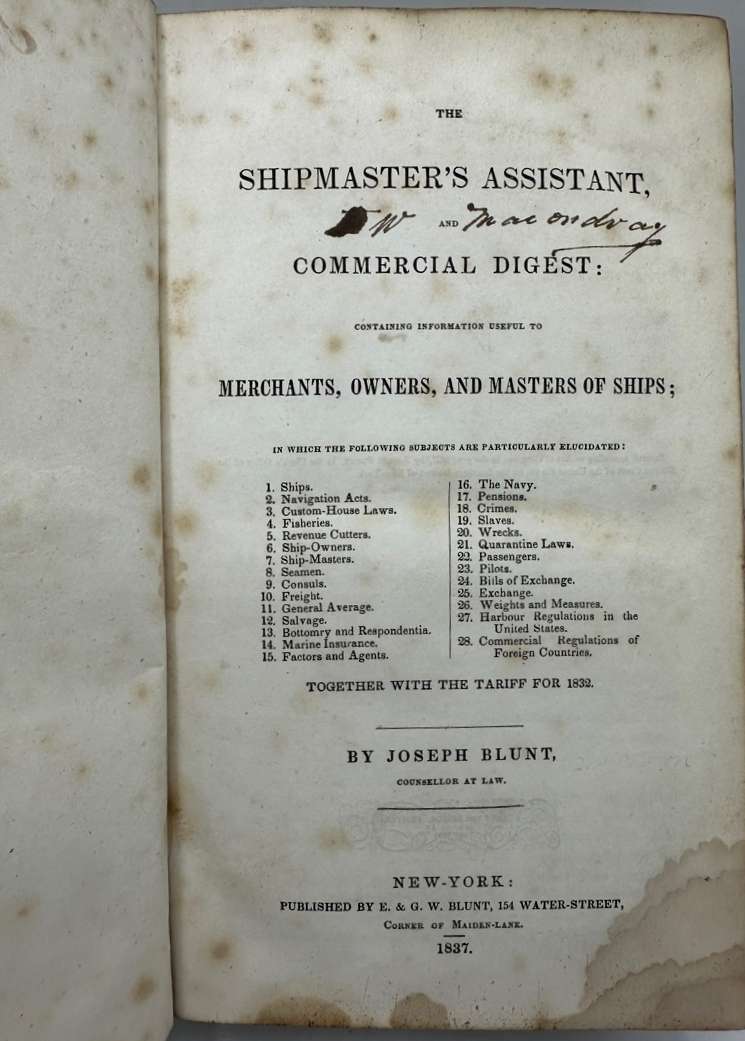 THE
SHIPMASTER'S ASSISTANT,
W AND Macondray
COMMERCIAL DIGEST:
CONTAINING INFORMATION USEFUL TO
MERCHANTS, OWNERS, AND MASTERS OF SHIPS;
IN WHICH THE FOLLOWING SUBJECTS ARE PARTICULARLY ELUCIDATED:
1. Ships.
2. Navigation Acts.
3. Custom-House Laws.
4. Fisheries.
5. Revenue Cutters.
6. Ship-Owners.
7. Ship-Masters.
8. Seamen.
9. Consuls.
10. Freight.
11. General Average.
12. Salvage.
13. Bottomry and Respondentia.
14. Marine Insurance.
15. Factors and Agents.
16. The Navy.
17. Pensions.
18. Crimes.
19. Slaves.
20. Wrecks.
21. Quarantine Laws.
22. Passengers.
23. Pilots.
24. Bills of Exchange.
25. Exchange.
26. Weights and Measures.
27. Harbour Regulations in the
United States.
28. Commercial Regulations of
Foreign Countries.
TOGETHER WITH THE TARIFF FOR 1832.
BY JOSEPH BLUNT,
COUNSELLOR AT LAW.
NEW-YORK:
PUBLISHED BY E. & G. W. BLUNT, 154 WATER-STREET,
CORNER OF MAIDEN-LANE.
1837.